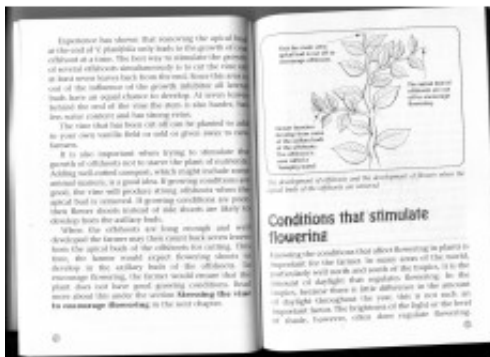 Experience has shown that removing the apical bud
at the end of V. planifolia only leads to the growth of one
offshoot at a time. The best way to stimulate the growth
of several offshoots simultaneously is to cut the vine
at least seven leaves back from the end. Since this area is
out of the influence of the growth inhibitor all
buds have an equal chance to develop. At seven leaves
behind the end of the vine the stem is also harder, has
less water content and has strong
The vine that has been cut off can be planted to add
to your own vanilla field or sold or given away to new
farmers.
It is also important when trying to stimulate the
growth of offshoots not to starve the plant of nutrients.
Adding well-rotted compost, which might include some
animal manure, is a good idea. If growing conditions are
good, the vine will produce strong offshoots when the
apical bud is removed. If growing conditions are poor,
then flower shoots instead of side shoots are likely to
develop from the axillary buds.
When the offshoots are long enough and well
developed the farmer may then count back seven leaves
from the apical buds of the offshoots for cutting. This
time, the farmer would expect flowering shoots to
develop in the axillary buds of the offshoots. To
encourage flowering, the farmer would ensure that the
plant does not have good growing conditions. Read
more about this under the section Stressing the vine
to encourage flowering, in the next chapter.
The development of offshoots and the development of flowers when the
apical buds of the offshoots are removed
Conditions that stimulate
flowering
Knowing the conditions that affect flowering in plants is
important for the farmer. In many areas of the world,
particularly well north and south of the tropics, it is the
amount of daylight that regulates flowering. In the
tropics, because there is little difference in the amount
of daylight throughout the year, this is not such an
important factor. The brightness of the light or the level
of shade, however, often does regulate flowering.